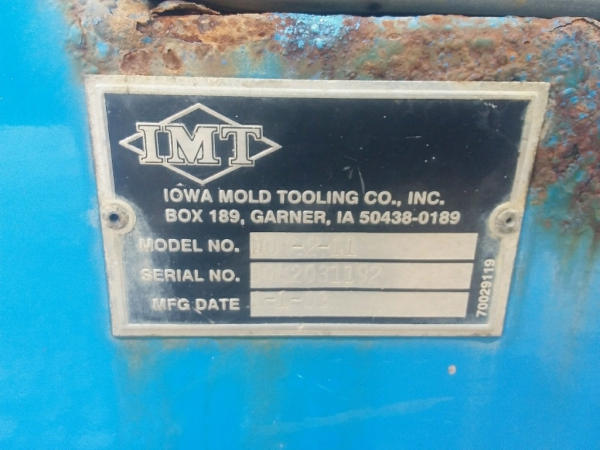 IMT
IOWA MOLD TOOLING CO., INC.
BOX 189, GARNER, IA 50438-0189
MODEL NO.
SERIAL NO.
MFG DATE
70029119